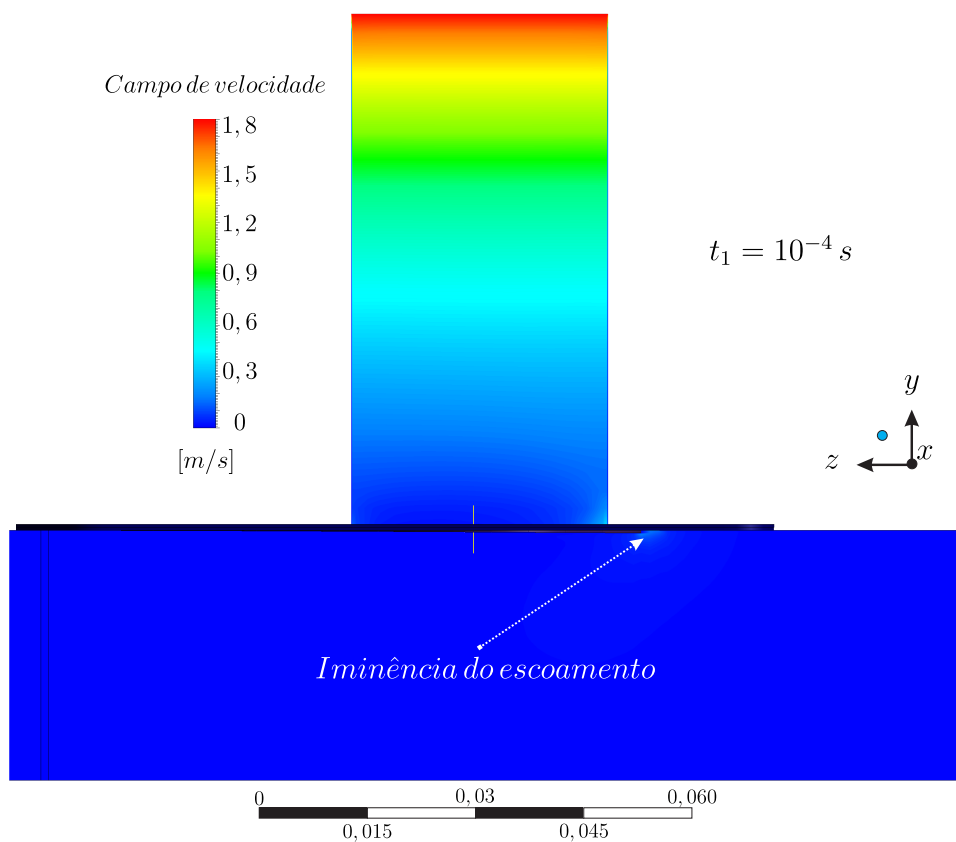 Campo de velocidade
1,8
1,5
1,2
0,9
0,6
0,3
0
[m/s]
t₁ = 10⁻⁴ s
y
z
x
Iminência do escoamento
0
0,03
0,060
0,015
0,045